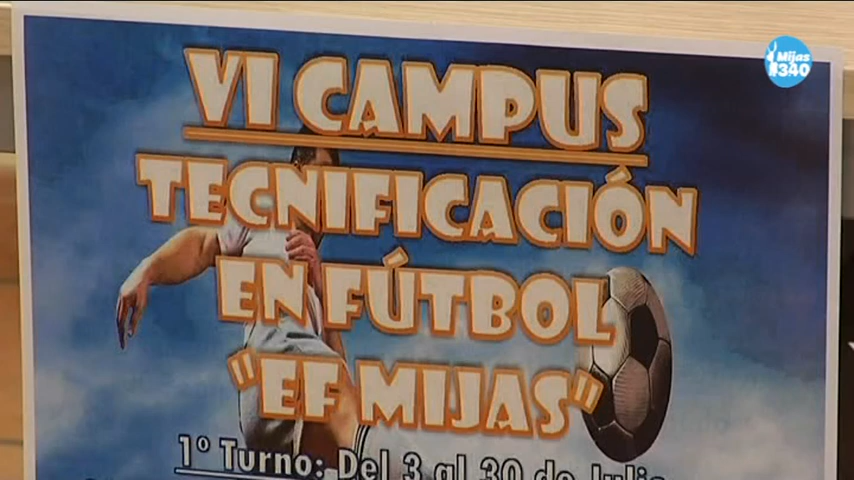 Mijas
340
VI CAMPUS
TECNIFICACIÓN
EN FÚTBOL
"EF MIJAS"
1º Turno: Del 3 al 30 de Julio